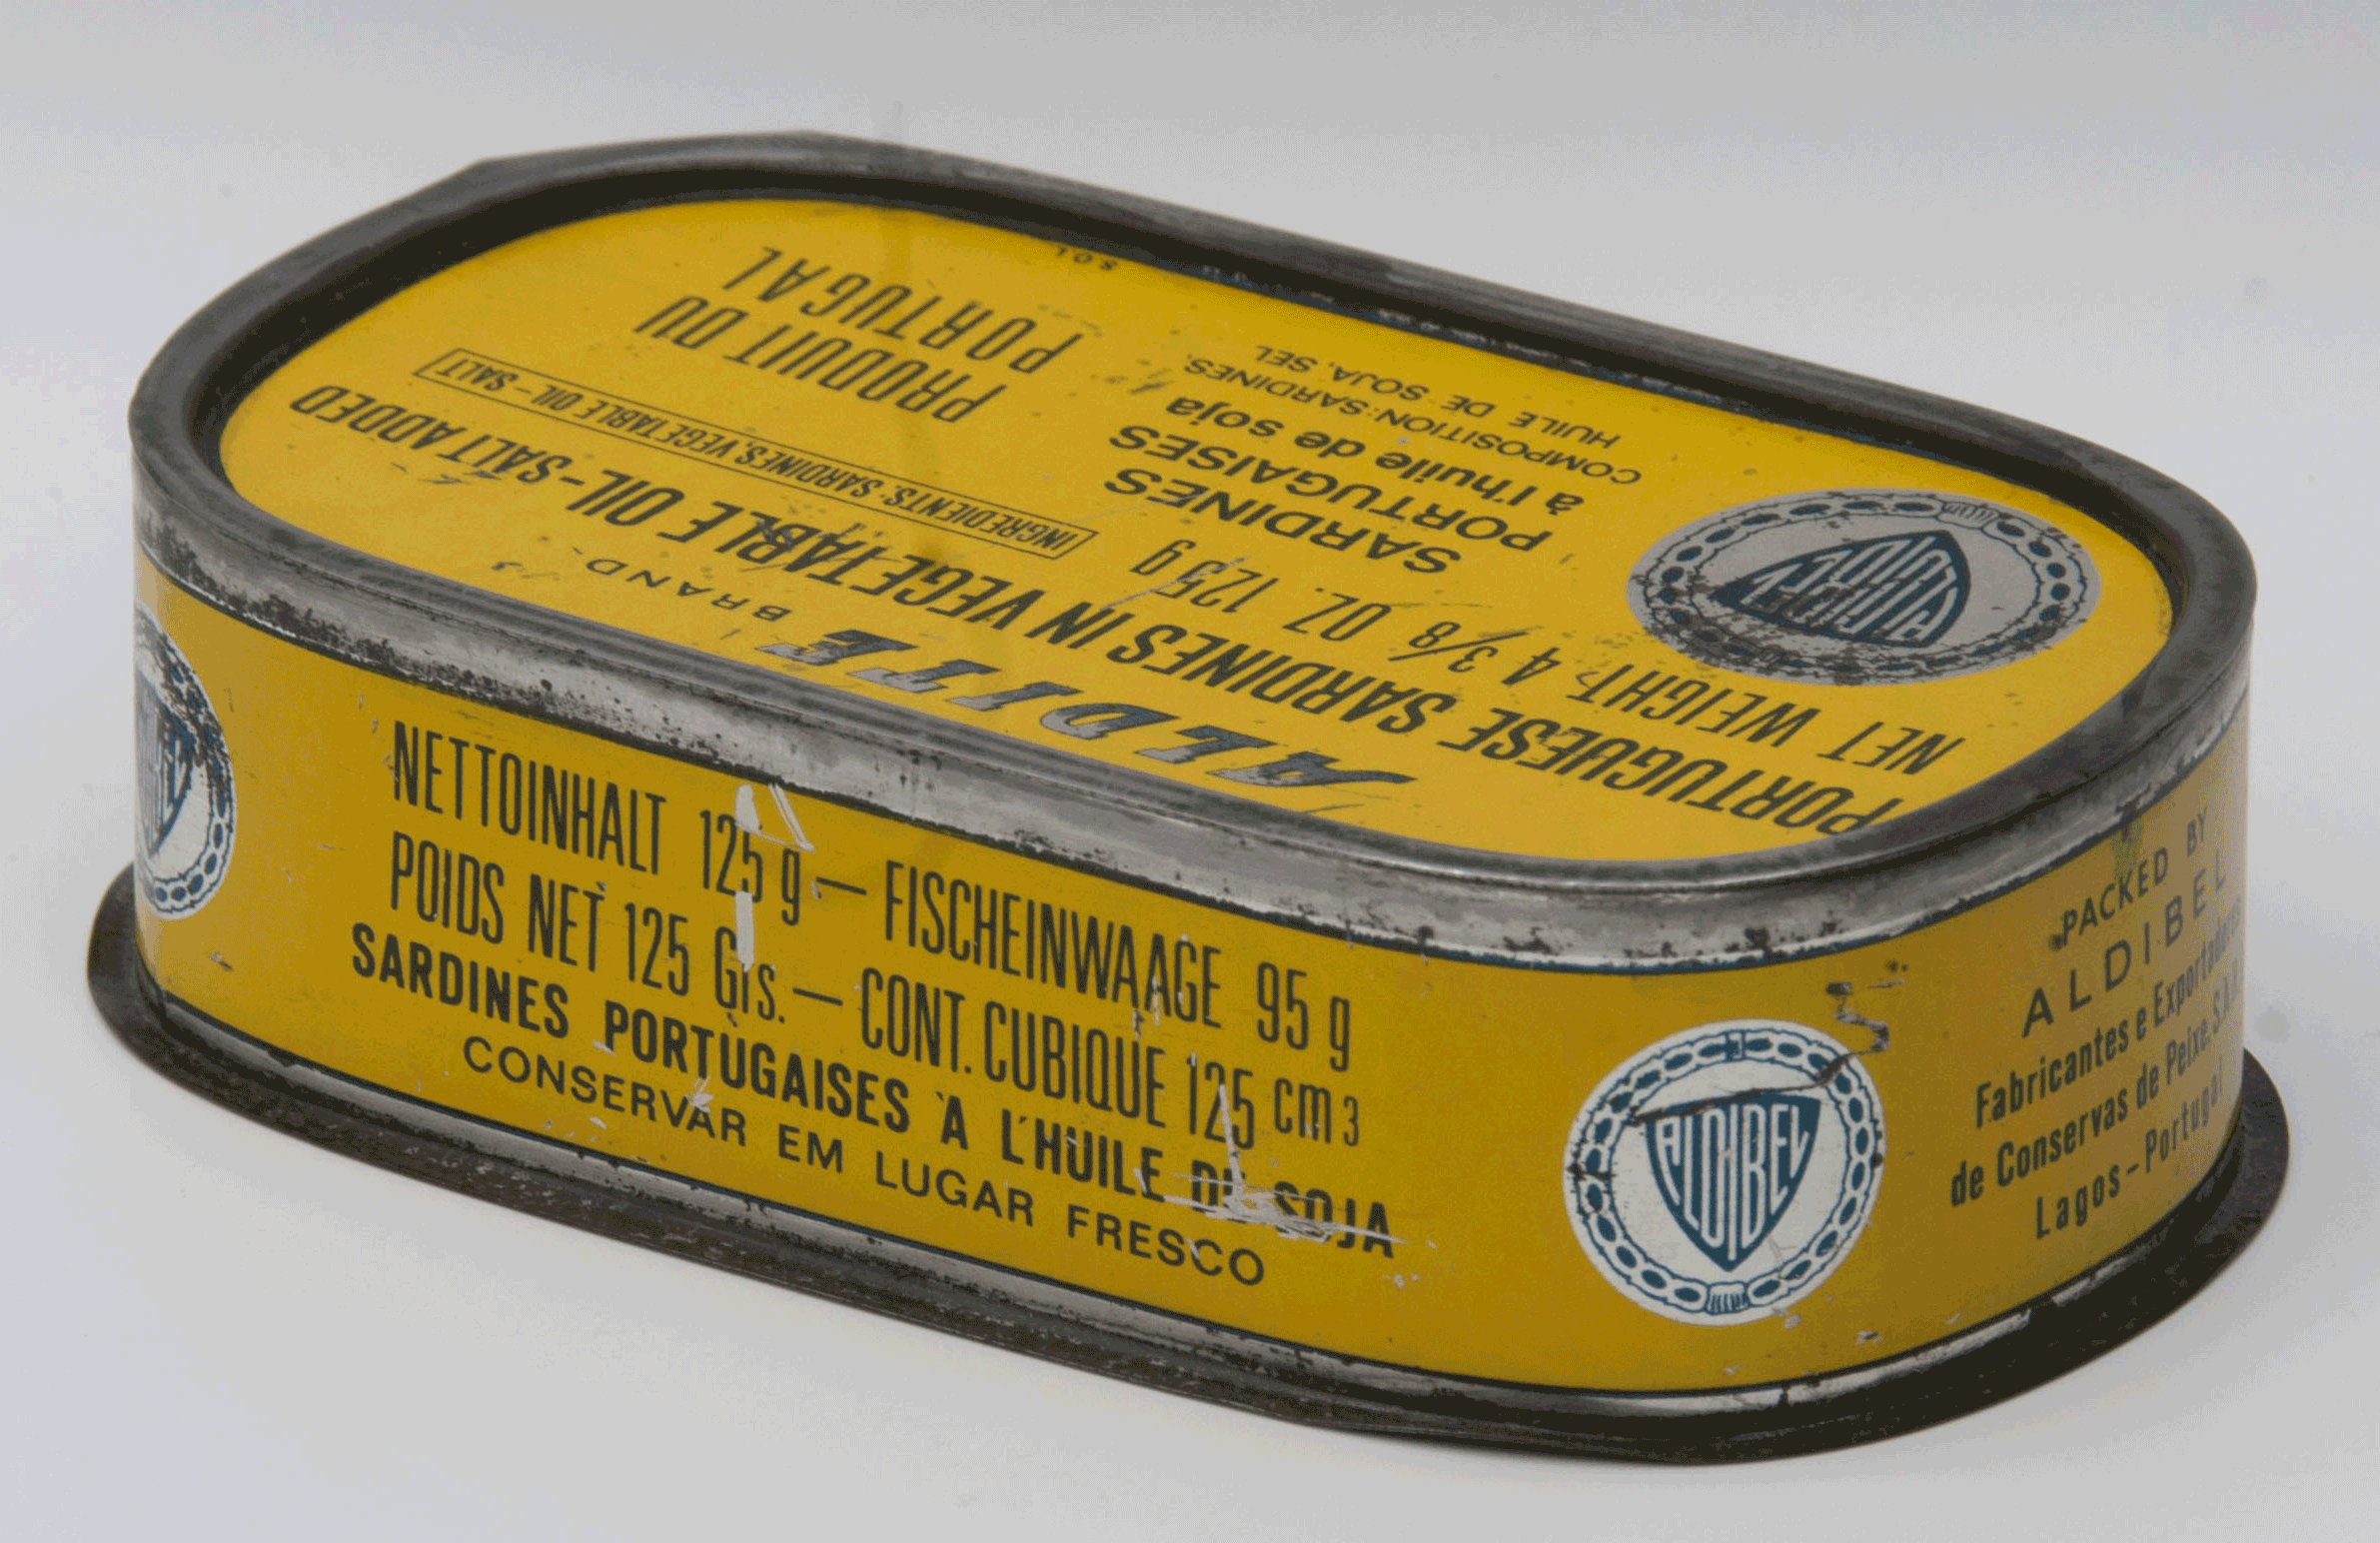 ALDITE
BRAND
PORTUGUESE SARDINES IN VEGETABLE OIL-SALT ADDED
NET WEIGHT 4 3/8 OZ. 125 g
INGREDIENTS: SARDINES, VEGETABLE OIL - SALT
SARDINES
PORTUGAISES
à l'huile de soja
COMPOSITION: SARDINES,
HUILE DE SOJA, SEL
PRODUIT DU
PORTUGAL
S.O.L.
NETTOINHALT 125 g — FISCHEINWAAGE 95 g
POIDS NET 125 Grs. — CONT. CUBIQUE 125 cm3
SARDINES PORTUGAISES `A L'HUILE DE SOJA
CONSERVAR EM LUGAR FRESCO
ALDIBEL
PACKED BY
ALDIBEL
Fabricantes e Exportadores
de Conservas de Peixe,
Lagos - Portugal